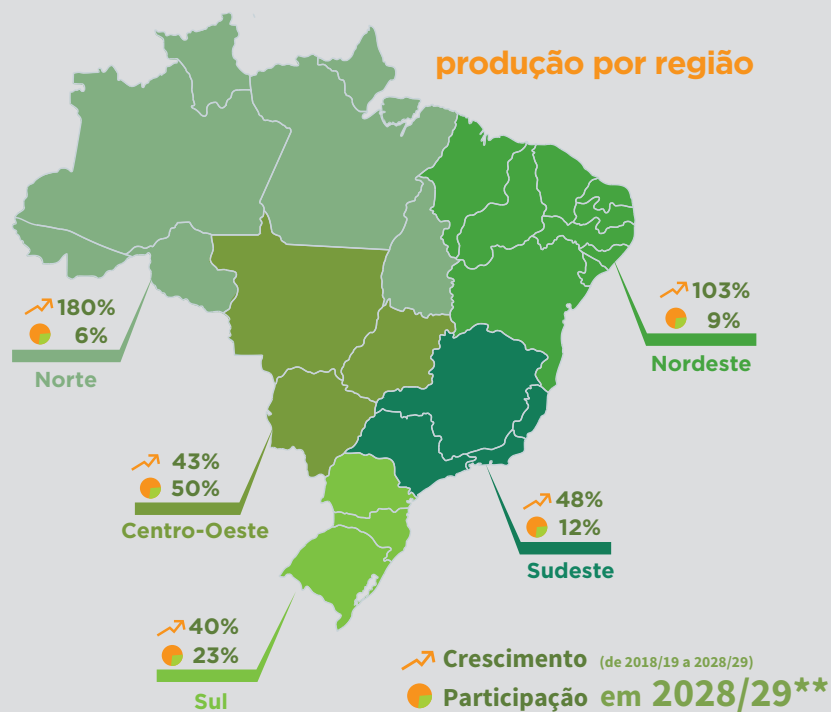 produção por região
180%
6%
Norte
103%
9%
Nordeste
43%
50%
Centro-Oeste
48%
12%
Sudeste
40%
23%
Sul
Crescimento (de 2018/19 a 2028/29)
Participação em 2028/29**